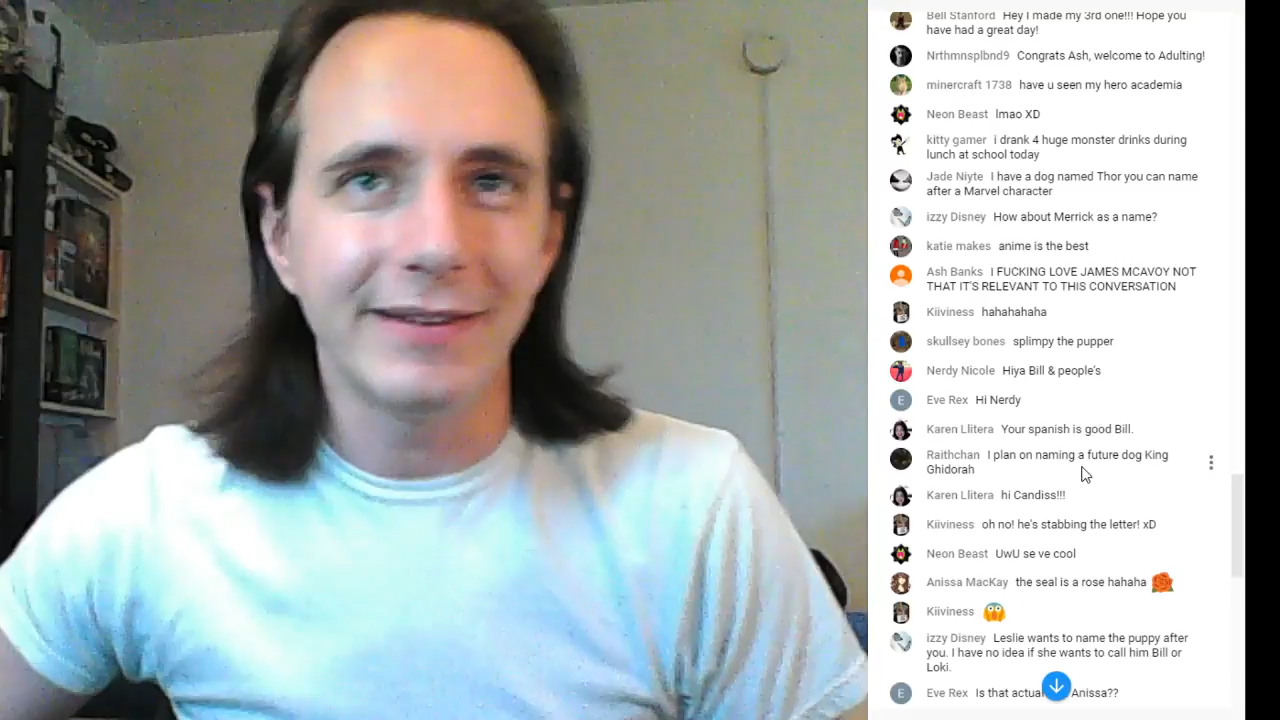 Bell Stanford Hey I made my 3rd one!!! Hope you
have had a great day!
Nrthmnsplbnd9 Congrats Ash, welcome to Adulting!
minercraft 1738 have u seen my hero academia
Neon Beast lmao XD
kitty gamer i drank 4 huge monster drinks during
lunch at school today
Jade Niyte I have a dog named Thor you can name
after a Marvel character
izzy Disney How about Merrick as a name?
katie makes anime is the best
Ash Banks I FUCKING LOVE JAMES MCAVOY NOT
THAT IT'S RELEVANT TO THIS CONVERSATION
Kiiviness hahahahaha
skullsey bones splimpy the pupper
Nerdy Nicole Hiya Bill & people's
E Eve Rex Hi Nerdy
Karen Llitera Your spanish is good Bill.
Raithchan I plan on naming a future dog King
Ghidorah
Karen Llitera hi Candiss!!!
Kiiviness oh no! he's stabbing the letter! xD
Neon Beast UwU se ve cool
Anissa MacKay the seal is a rose hahaha
Kiiviness
izzy Disney Leslie wants to name the puppy after
you. I have no idea if she wants to call him Bill or
Loki.
E Eve Rex Is that Anissa??